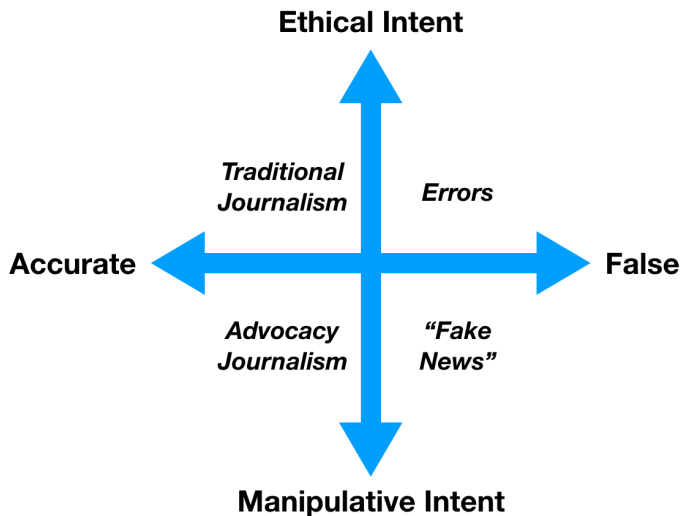 Ethical Intent
Traditional
Journalism
Errors
Accurate
False
Advocacy
Journalism
“Fake
News”
Manipulative Intent